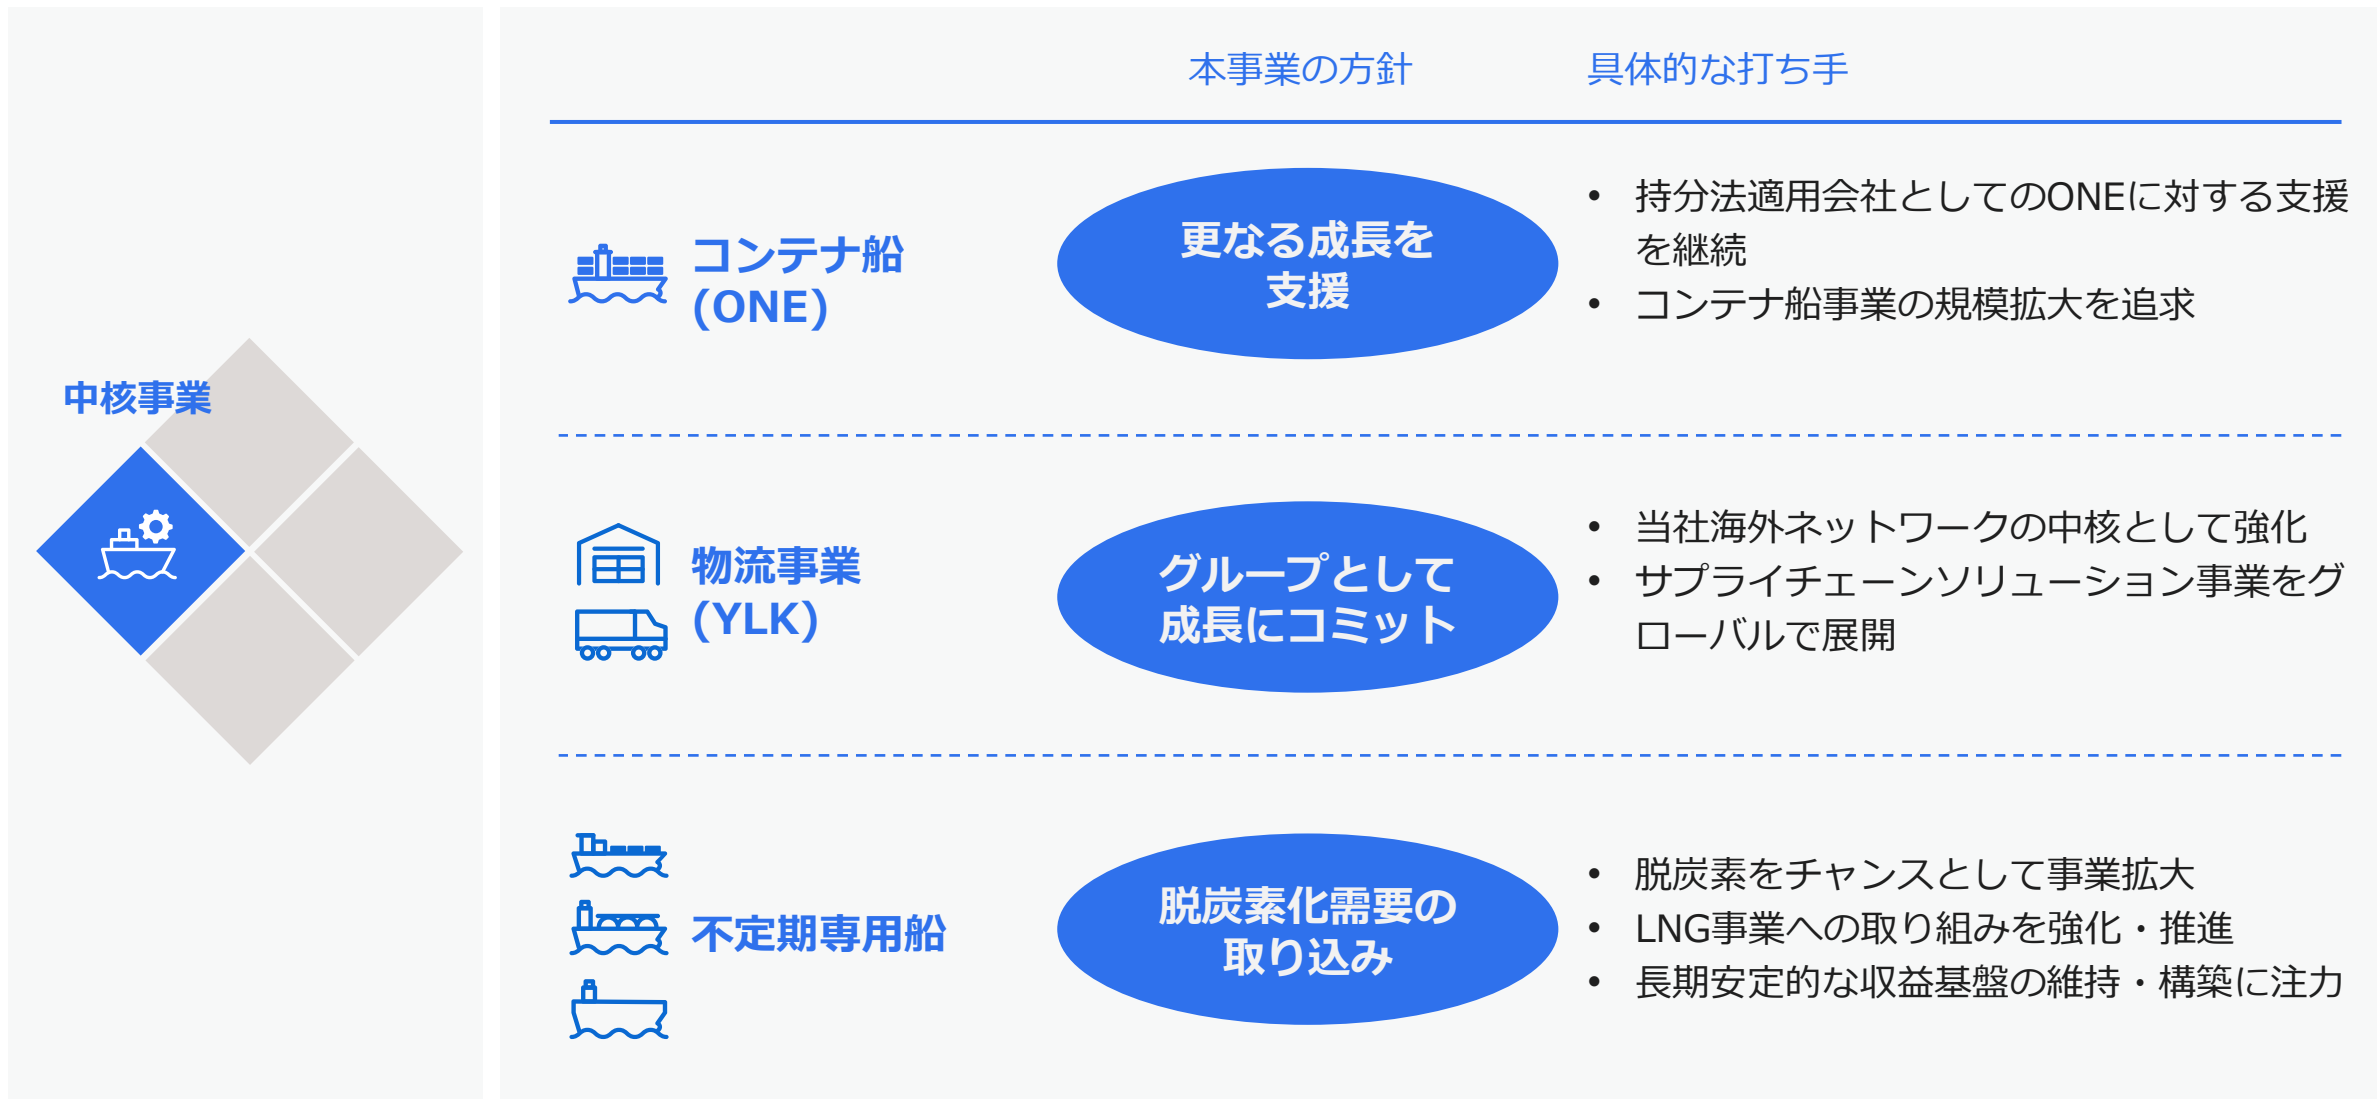 中核事業
本事業の方針
具体的な打ち手
コンテナ船
(ONE)
更なる成長を
支援
• 持分法適用会社としてのONEに対する支援
を継続
• コンテナ船事業の規模拡大を追求
物流事業
(YLK)
グループとして
成長にコミット
• 当社海外ネットワークの中核として強化
• サプライチェーンソリューション事業をグ
ローバルで展開
不定期専用船
脱炭素化需要の
取り込み
• 脱炭素をチャンスとして事業拡大
• LNG事業への取り組みを強化・推進
• 長期安定的な収益基盤の維持・構築に注力